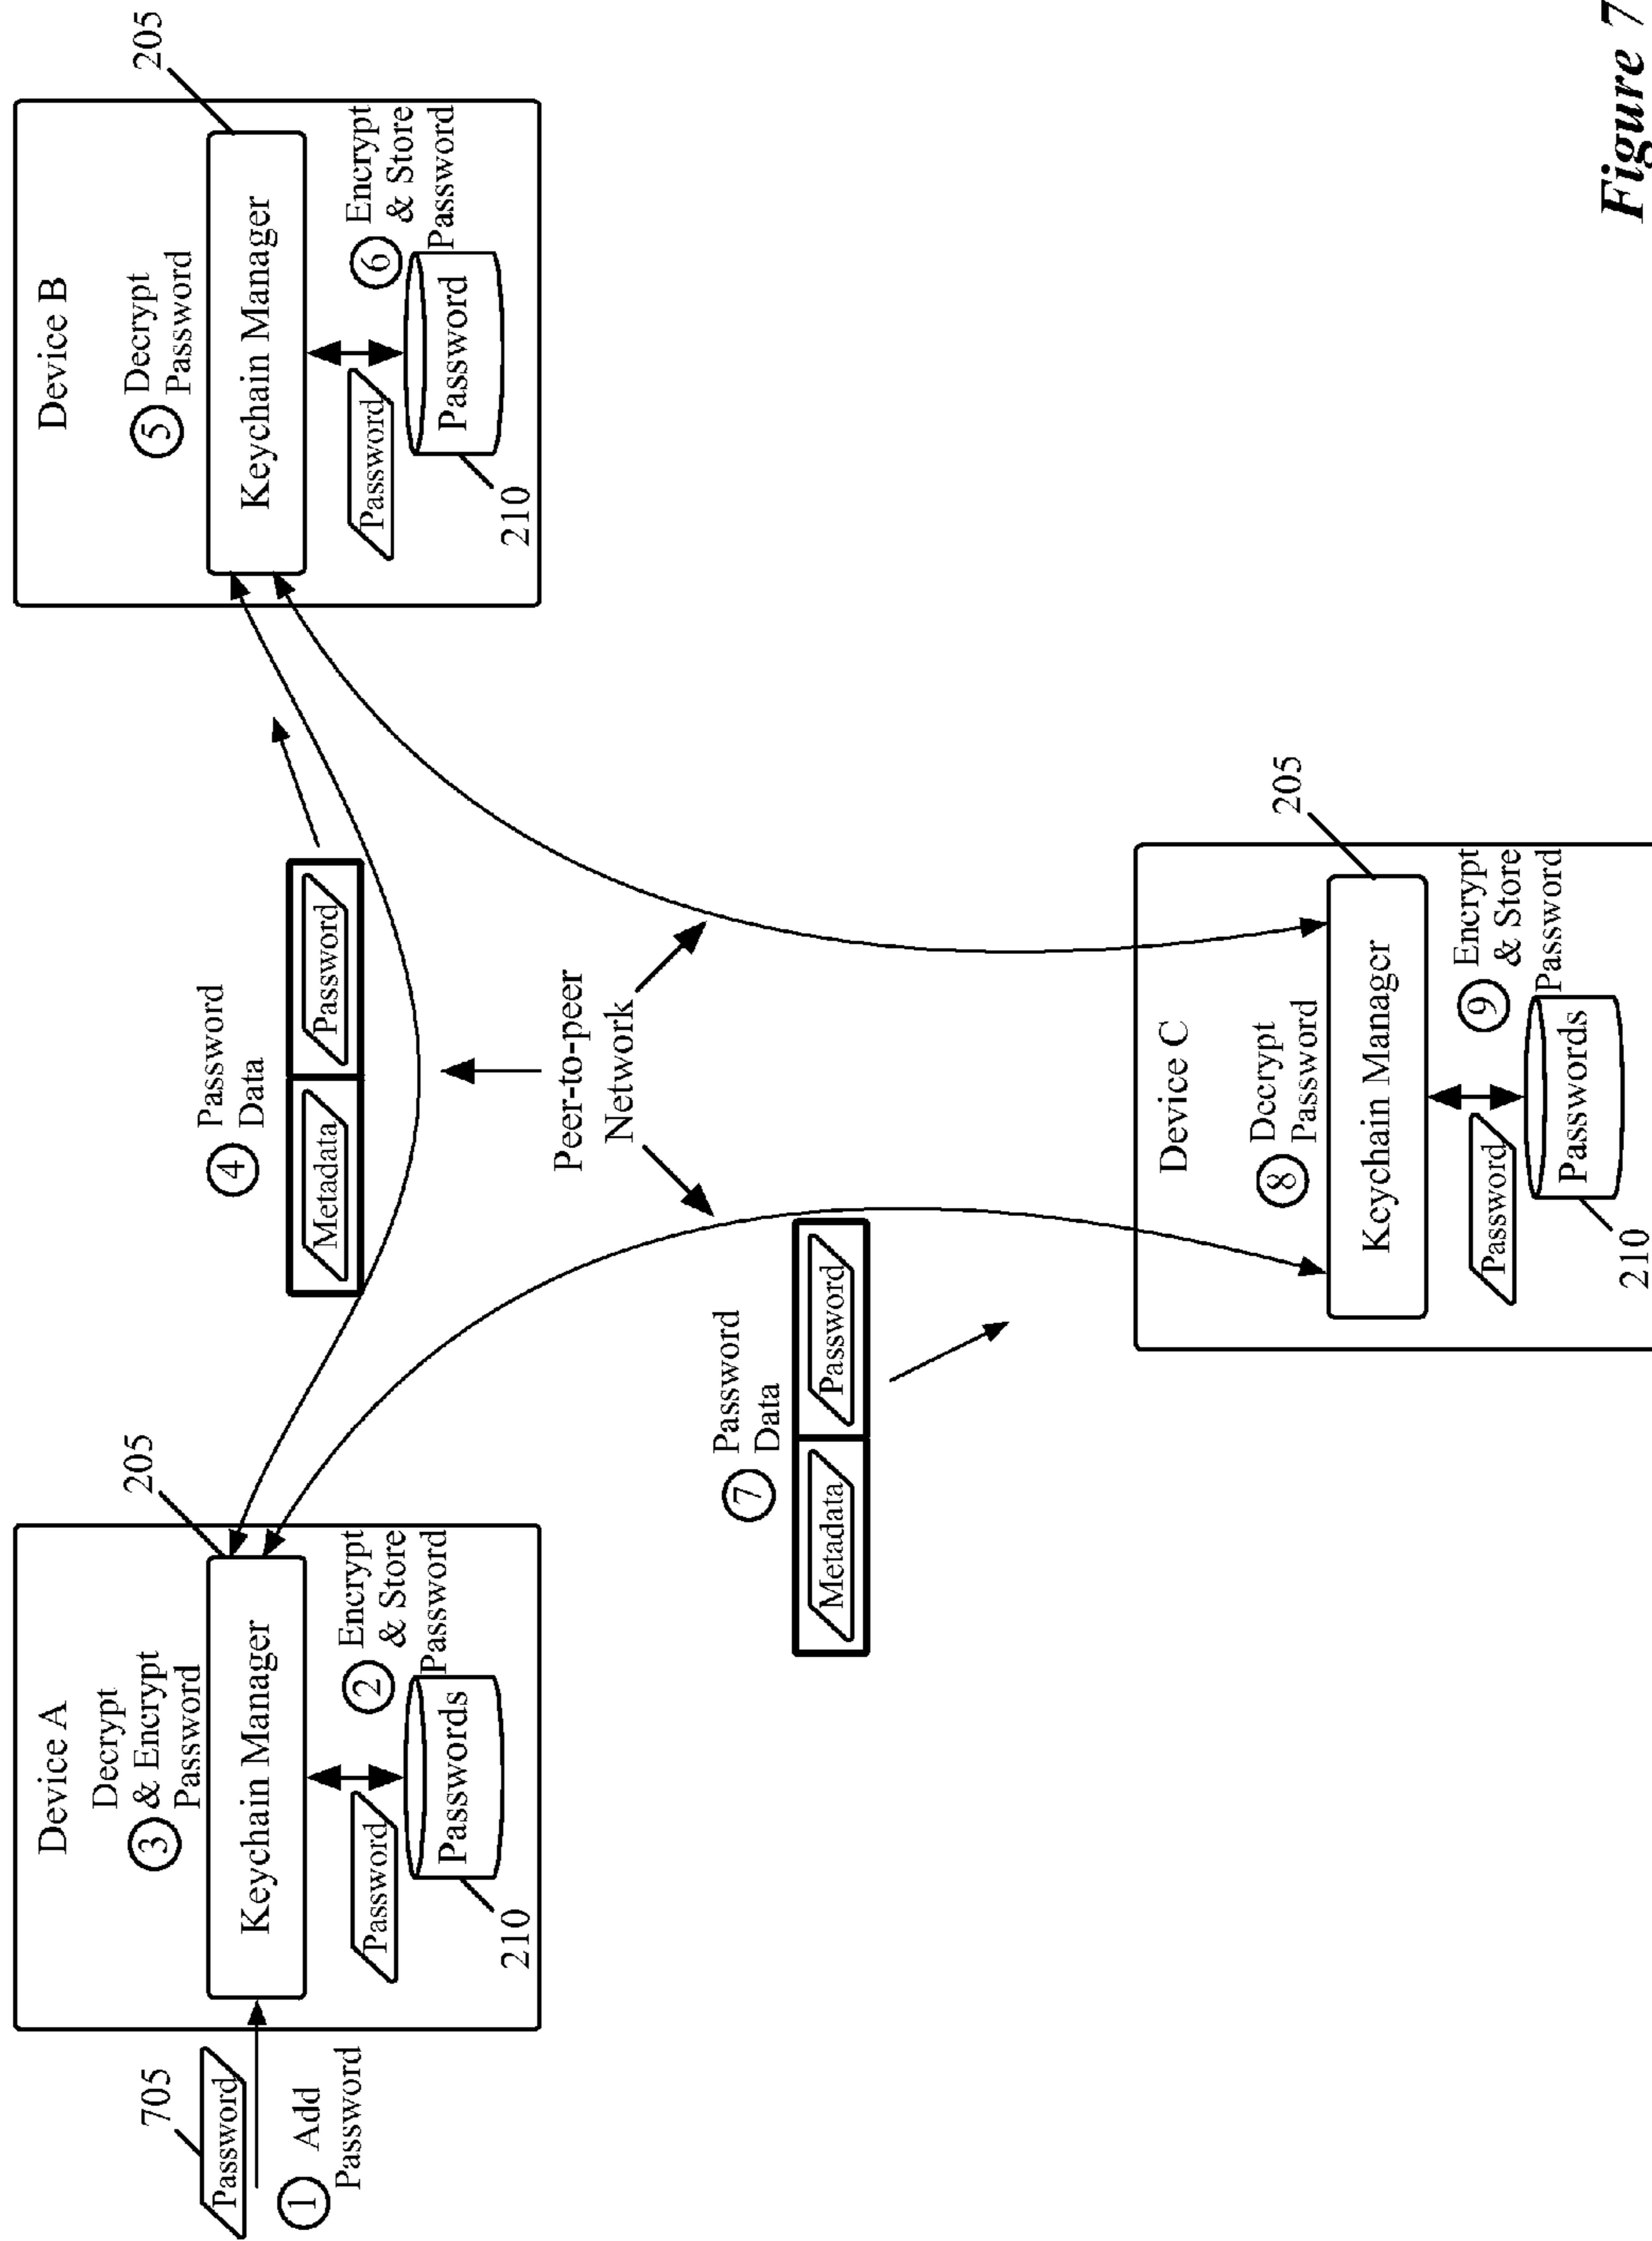 705
Password
1
Add
Password
Device A
Decrypt
3
& Encrypt
Password
205
Keychain Manager
Password
2
Encrypt
& Store
Password
Passwords
210
4
Password
Data
Metadata
Password
Peer-to-peer
Network
Device B
5
Decrypt
Password
205
Keychain Manager
Password
6
Encrypt
& Store
Password
Password
210
7
Password
Data
Metadata
Password
Device C
8
Decrypt
Password
205
Keychain Manager
Password
9
Encrypt
& Store
Password
Passwords
210
Figure 7